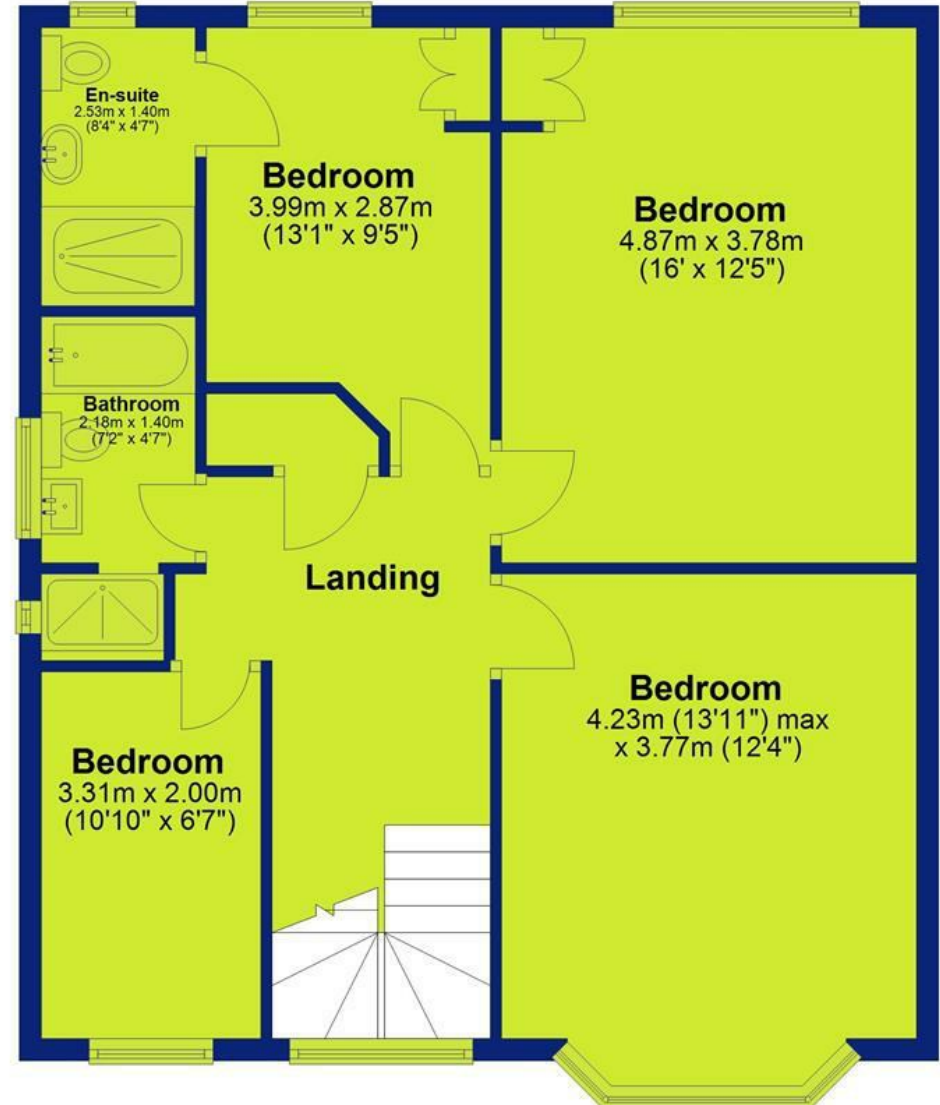 En-suite
2.53m x 1.40m
(8'4" x 4'7")
Bedroom
3.99m x 2.87m
(13'1" x 9'5")
Bedroom
4.87m x 3.78m
(16' x 12'5")
Bathroom
2.18m x 1.40m
(7'2" x 4'7")
Landing
Bedroom
4.23m (13'11") max
x 3.77m (12'4")
Bedroom
3.31m x 2.00m
(10'10" x 6'7")